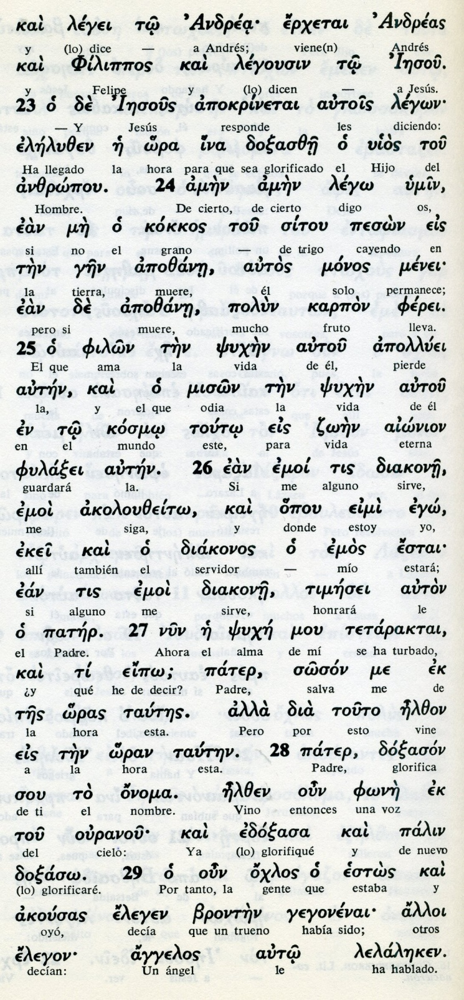 καὶ λέγει τῷ ʼΑνδρέᾳ· ἔρχεται ʼΑνδρέας
y (lo) dice — a Andrés; viene(n) Andrés
καὶ Φίλιππος καὶ λέγουσιν τῷ ʼΙησοῦ.
y Felipe y (lo) dicen a Jesús.
23 ὁ δὲ ʼΙησοῦς ἀποκρίνεται αὐτοῖς λέγων·
— Y Jesús responde les diciendo:
ἐλήλυθεν ἡ ὥρα ἵνα δοξασθῇ ὁ υἱὸς τοῦ
Ha llegado la hora para que sea glorificado el Hijo del
ἀνθρώπου. 24 ἀμὴν ἀμὴν λέγω ὑμῖν,
Hombre. De cierto, de cierto digo os,
ἐὰν μὴ ὁ κόκκος τοῦ σίτου πεσὼν εἰς
si no el grano — de trigo cayendo en
τὴν γῆν ἀποθάνῃ, αὐτὸς μόνος μένει·
la tierra, muere, él solo permanece;
ἐὰν δὲ ἀποθάνῃ, πολὺν καρπὸν φέρει.
pero si muere, mucho fruto lleva.
25 ὁ φιλῶν τὴν ψυχὴν αὐτοῦ ἀπολλύει
El que ama la vida de él, pierde
αὐτήν, καὶ ὁ μισῶν τὴν ψυχὴν αὐτοῦ
la, y el que odia la vida de él
ἐν τῷ κόσμῳ τούτῳ εἰς ζωὴν αἰώνιον
en el mundo este, para vida eterna
φυλάξει αὐτήν. 26 ἐὰν ἐμοί τις διακονῇ,
guardará la. Si me alguno sirve,
ἐμοὶ ἀκολουθείτω, καὶ ὅπου εἰμὶ ἐγώ,
me siga, y donde estoy yo,
ἐκεῖ καὶ ὁ διάκονος ὁ ἐμὸς ἔσται·
allí también el servidor — mío estará;
ἐάν τις ἐμοὶ διακονῇ, τιμήσει αὐτὸν
si alguno me sirve, honrará le
ὁ πατήρ. 27 νῦν ἡ ψυχή μου τετάρακται,
el Padre. Ahora el alma de mí se ha turbado,
καὶ τί εἴπω; πάτερ, σῶσόν με ἐκ
¿y qué he de decir? Padre, salva me de
τῆς ὥρας ταύτης. ἀλλὰ διὰ τοῦτο ἦλθον
la hora esta. Pero por esto vine
εἰς τὴν ὥραν ταύτην. 28 πάτερ, δόξασόν
a la hora esta. Padre, glorifica
σου τὸ ὄνομα. ἦλθεν οὖν φωνὴ ἐκ
de ti el nombre. Vino entonces una voz
τοῦ οὐρανοῦ· καὶ ἐδόξασα καὶ πάλιν
del cielo: Ya (lo) glorifiqué y de nuevo
δοξάσω. 29 ὁ οὖν ὄχλος ὁ ἑστὼς καὶ
(lo) glorificaré. Por tanto, la gente que estaba y
ἀκούσας ἔλεγεν βροντὴν γεγονέναι· ἄλλοι
oyó, decía que un trueno había sido; otros
ἔλεγον· ἄγγελος αὐτῷ λελάληκεν.
decían: Un ángel le ha hablado.